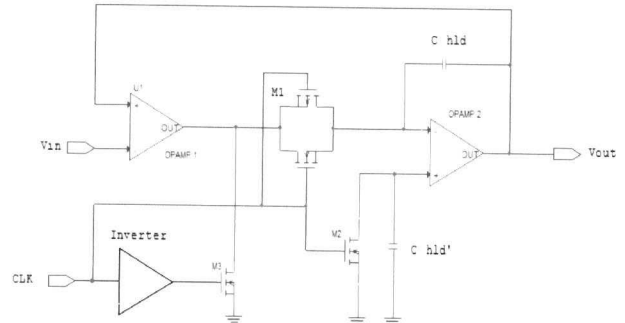 C hld
U1
M1
+
OPAMP 2
OUT
-
Vin
-
OPAMP 1
OUT
Vout
+
Inverter
M2
C hld'
CLK
M3